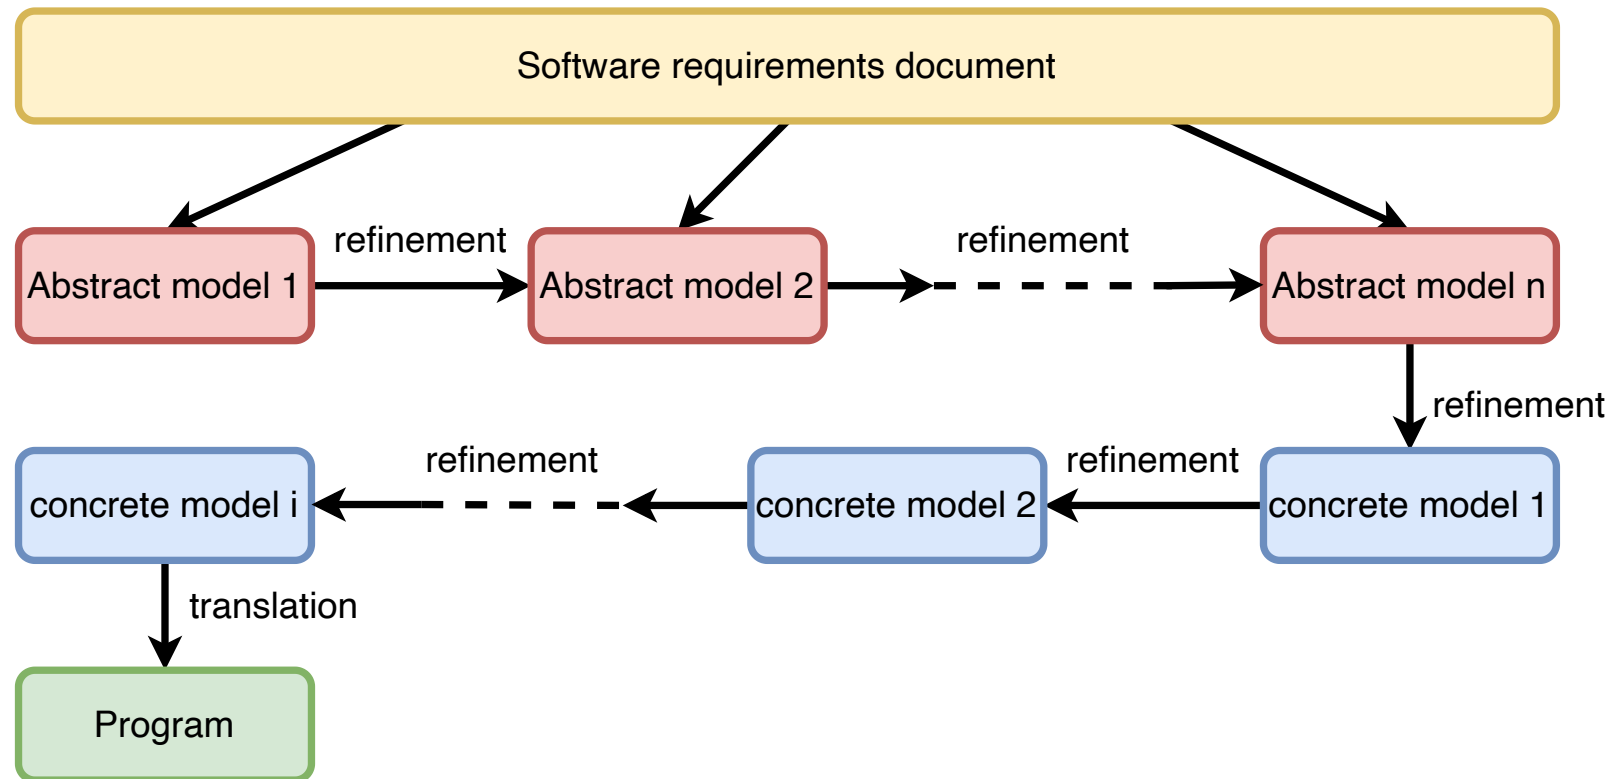 Software requirements document
refinement
refinement
Abstract model 1
Abstract model 2
Abstract model n
refinement
refinement
refinement
concrete model i
concrete model 2
concrete model 1
translation
Program